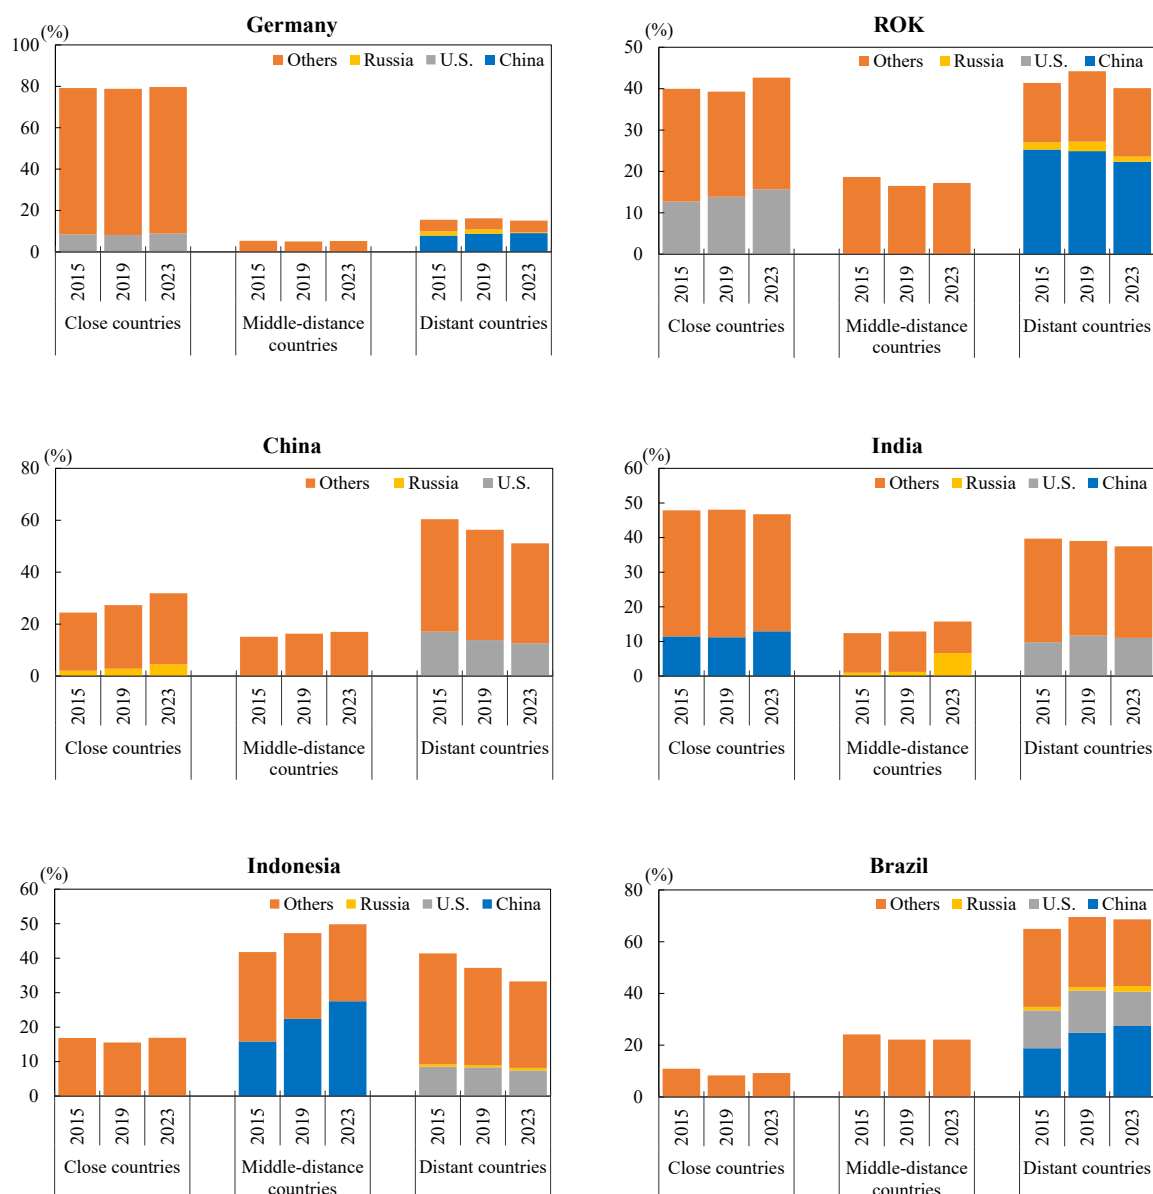 Germany
100 (%)
Others Russia U.S. China
80
60
40
20
0
2015 2019 2023 2015 2019 2023 2015 2019 2023
Close countries Middle-distance Distant countries
countries
ROK
(%)
50
Others Russia U.S. China
40
30
20
10
0
2015 2019 2023 2015 2019 2023 2015 2019 2023
Close countries Middle-distance Distant countries
countries
China
80 (%)
Others Russia U.S.
60
40
20
0
2015 2019 2023 2015 2019 2023 2015 2019 2023
Close countries Middle-distance Distant countries
countries
India
60 (%)
Others Russia U.S. China
50
40
30
20
10
0
2015 2019 2023 2015 2019 2023 2015 2019 2023
Close countries Middle-distance Distant countries
countries
Indonesia
(%)
60
Others Russia U.S. China
50
40
30
20
10
0
2015 2019 2023 2015 2019 2023 2015 2019 2023
Close countries Middle-distance Distant countries
countries
Brazil
(%)
80
Others Russia U.S. China
60
40
20
0
2015 2019 2023 2015 2019 2023 2015 2019 2023
Close countries Middle-distance Distant countries
countries